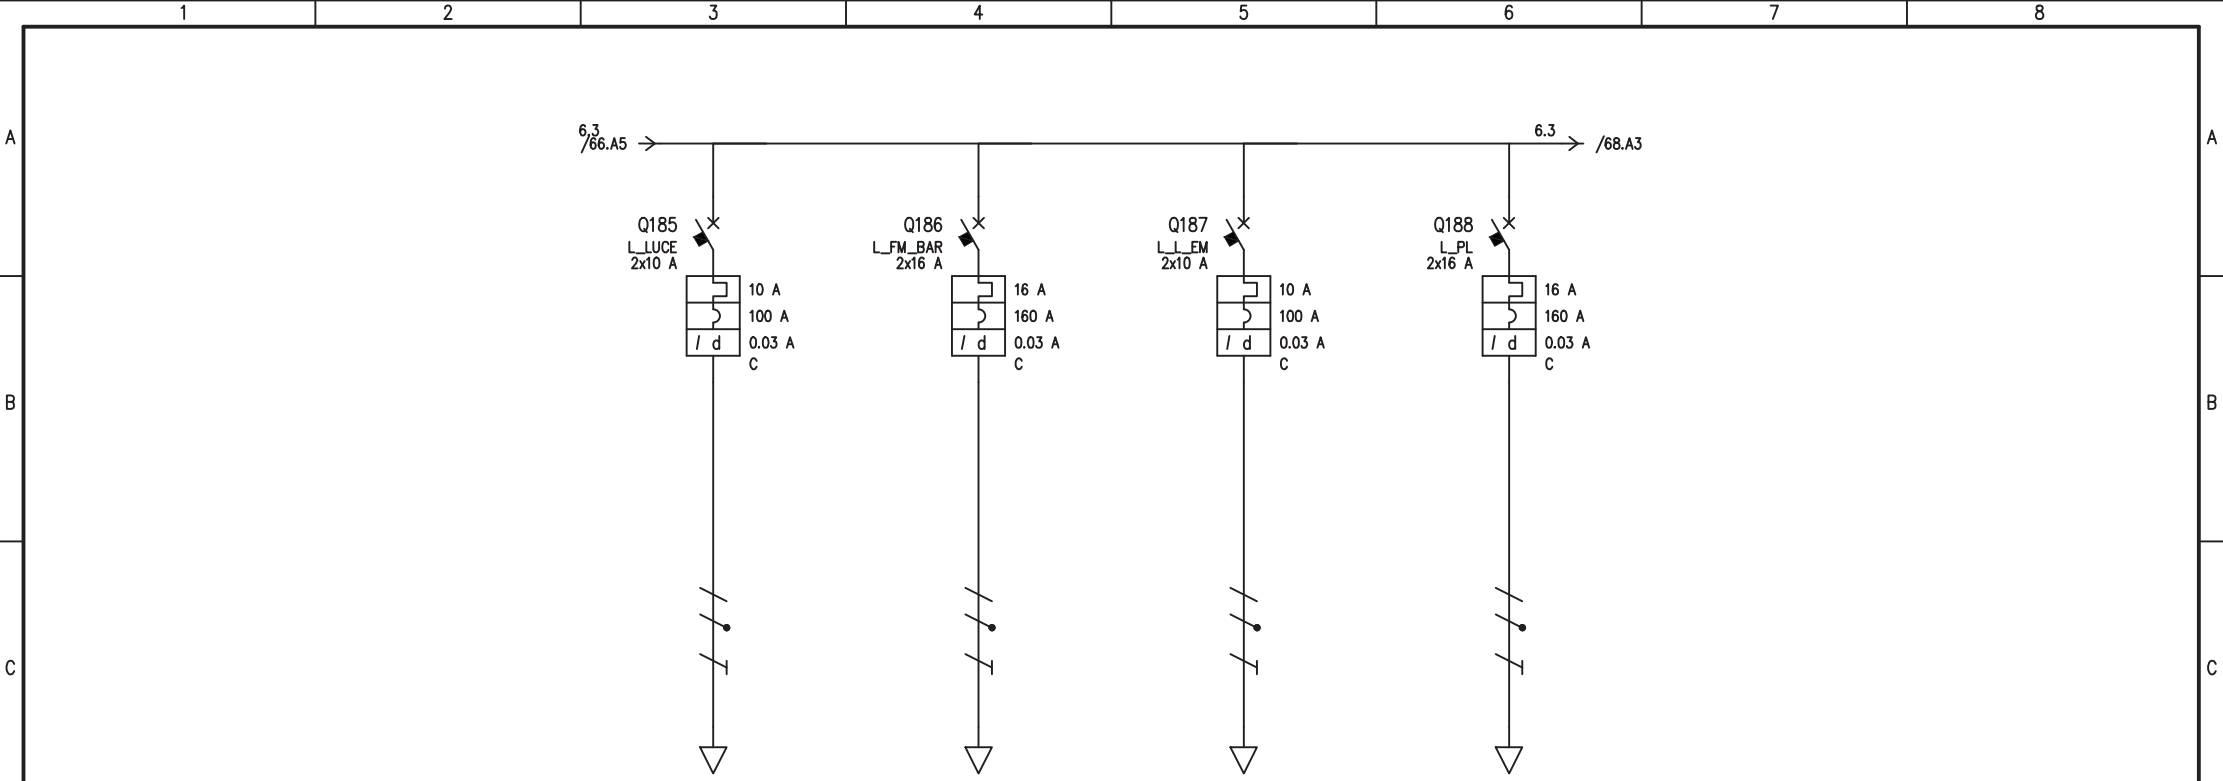 1 2 3 4 5 6 7 8
A A
6.3 6.3
/66.A5 /68.A3
Q185 Q186 Q187 Q188
L_LUCE L_FM_BAR L_L_EM L_PL
2x10 A 2x16 A 2x10 A 2x16 A
10 A 16 A 10 A 16 A
100 A 160 A 100 A 160 A
I d 0.03 A I d 0.03 A I d 0.03 A I d 0.03 A
C C C C
B B
C C